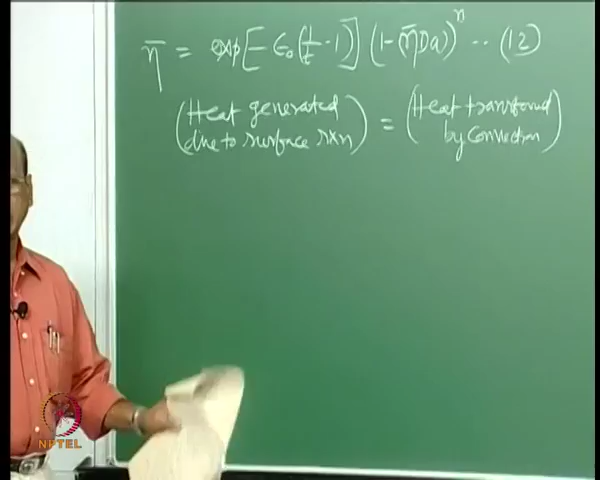 η̄ = exp[-ϵ₀(1/t - 1)] (1-(η̄Da)ⁿ -- (12)
(Heat generated due to surface rxn) = (Heat transferred by convection)
NPTEL